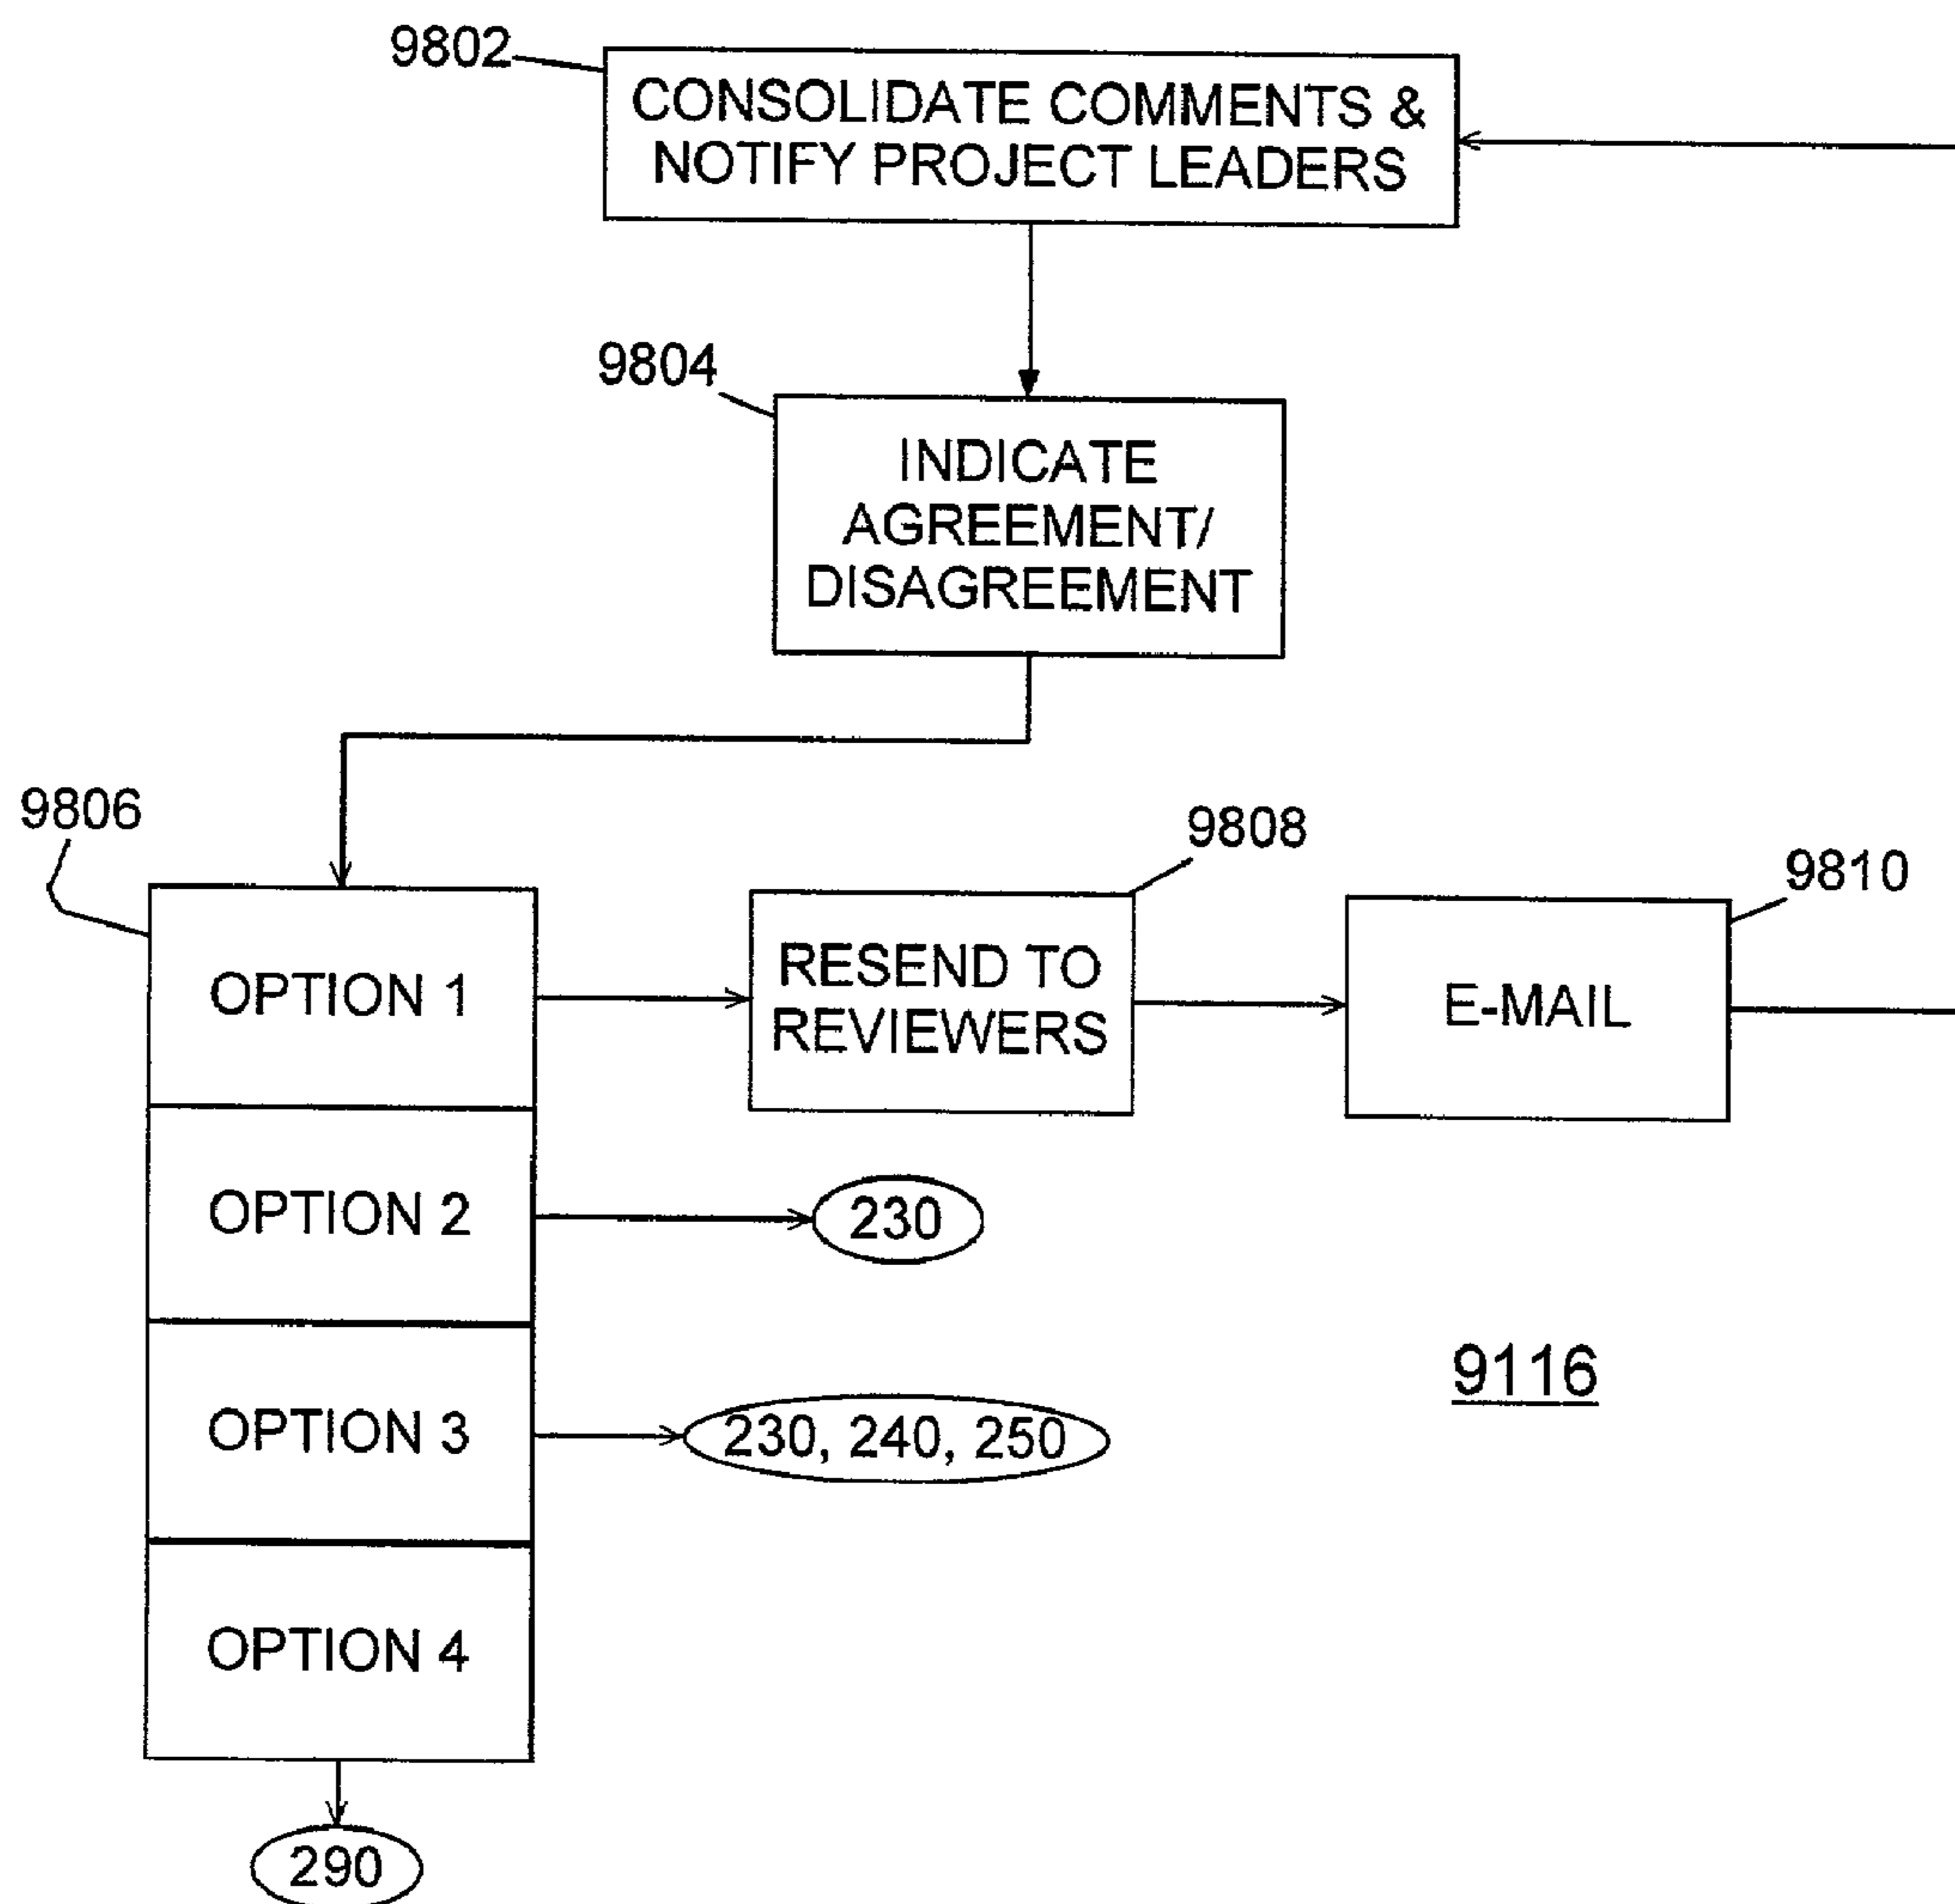 9802
CONSOLIDATE COMMENTS &
NOTIFY PROJECT LEADERS
9804
INDICATE
AGREEMENT/
DISAGREEMENT
9806
9808
9810
OPTION 1
RESEND TO
REVIEWERS
E-MAIL
OPTION 2
230
9116
OPTION 3
230, 240, 250
OPTION 4
290